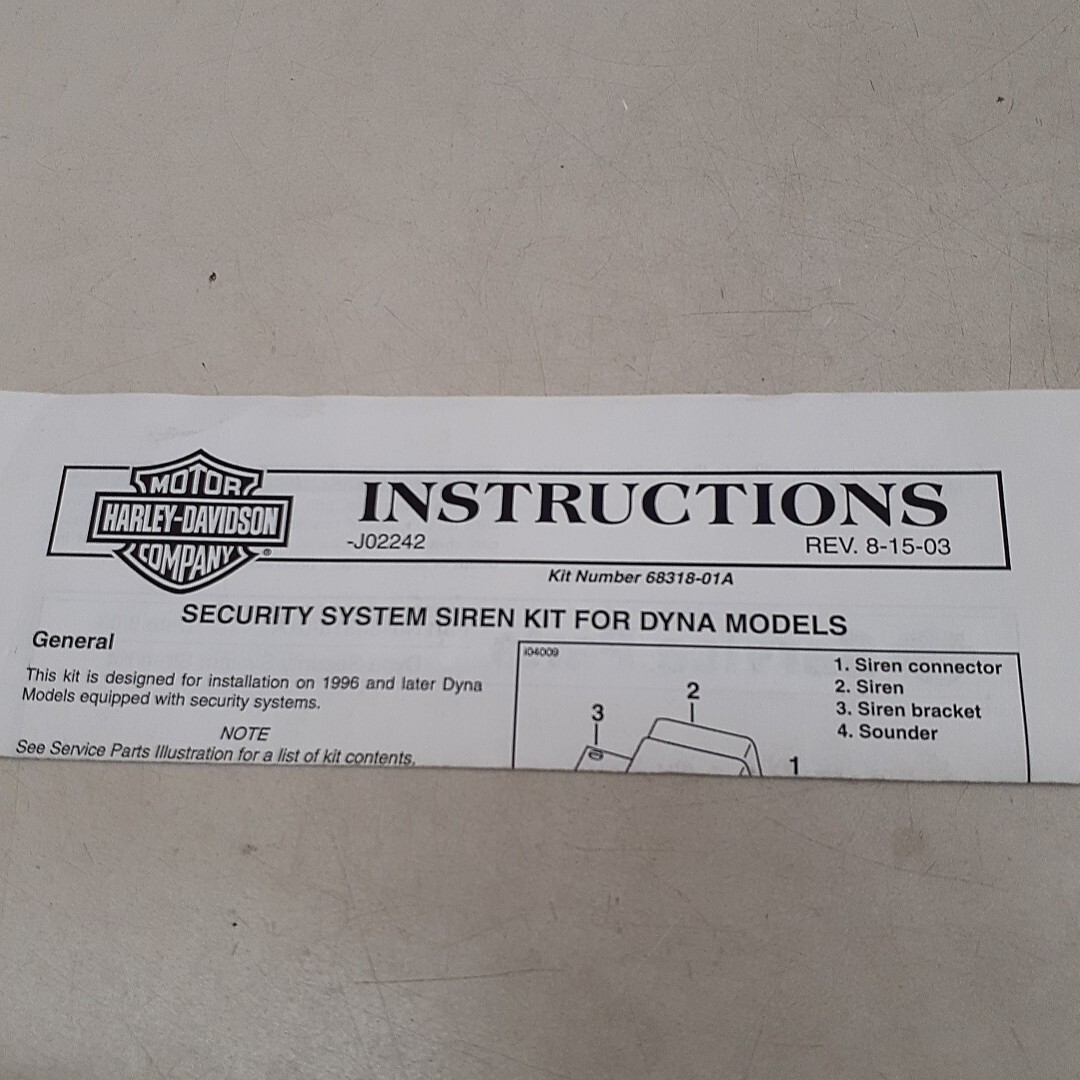 MOTOR
HARLEY-DAVIDSON
COMPANY
®
INSTRUCTIONS
-J02242
REV. 8-15-03
Kit Number 68318-01A
SECURITY SYSTEM SIREN KIT FOR DYNA MODELS
General
This kit is designed for installation on 1996 and later Dyna
Models equipped with security systems.
NOTE
See Service Parts Illustration for a list of kit contents.
i04009
1. Siren connector
2. Siren
3. Siren bracket
4. Sounder
2
3
1